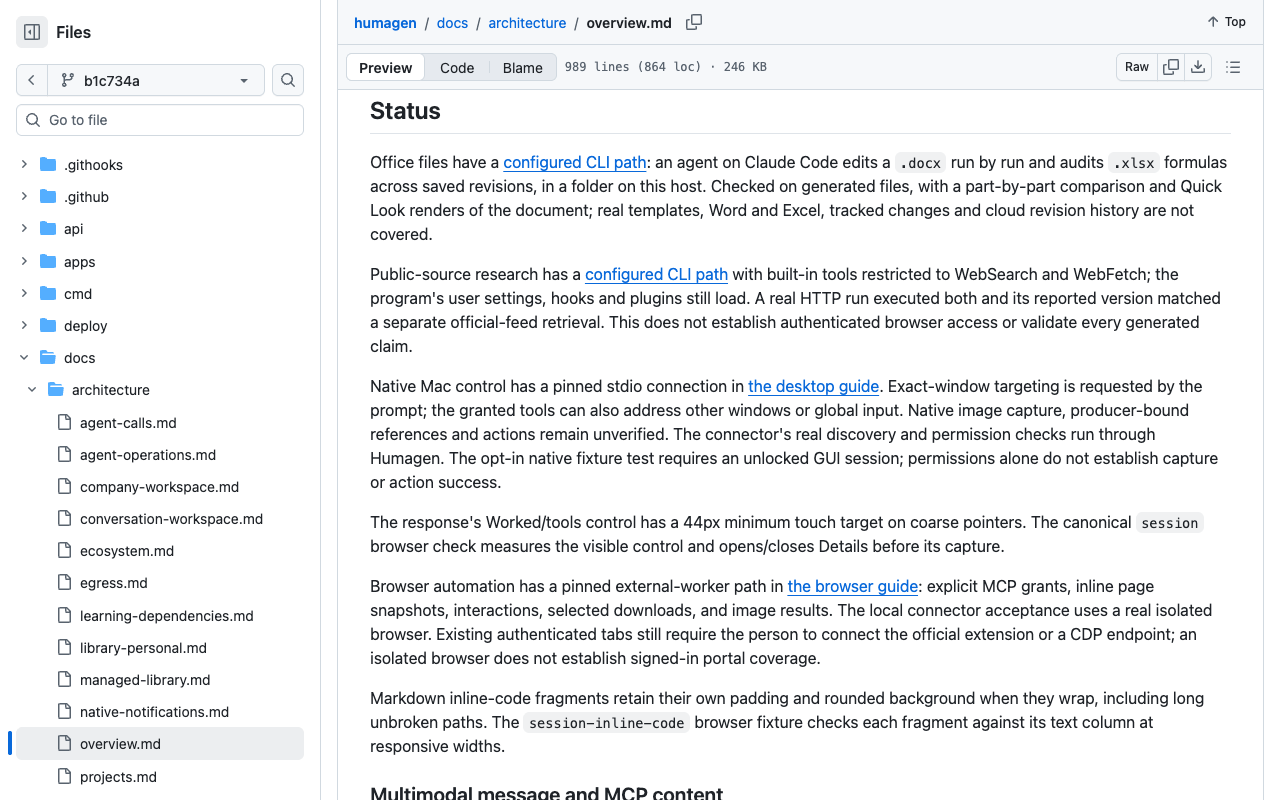 Files
humagen / docs / architecture / overview.md
Top
b1c734a
Preview
Code
Blame
989 lines (864 loc) · 246 KB
Raw
Go to file
.githooks
.github
api
apps
cmd
deploy
docs
architecture
agent-calls.md
agent-operations.md
company-workspace.md
conversation-workspace.md
ecosystem.md
egress.md
learning-dependencies.md
library-personal.md
managed-library.md
native-notifications.md
overview.md
projects.md
Status
Office files have a configured CLI path: an agent on Claude Code edits a .docx run by run and audits .xlsx formulas
across saved revisions, in a folder on this host. Checked on generated files, with a part-by-part comparison and Quick
Look renders of the document; real templates, Word and Excel, tracked changes and cloud revision history are not
covered.
Public-source research has a configured CLI path with built-in tools restricted to WebSearch and WebFetch; the
program's user settings, hooks and plugins still load. A real HTTP run executed both and its reported version matched
a separate official-feed retrieval. This does not establish authenticated browser access or validate every generated
claim.
Native Mac control has a pinned stdio connection in the desktop guide. Exact-window targeting is requested by the
prompt; the granted tools can also address other windows or global input. Native image capture, producer-bound
references and actions remain unverified. The connector's real discovery and permission checks run through
Humagen. The opt-in native fixture test requires an unlocked GUI session; permissions alone do not establish capture
or action success.
The response's Worked/tools control has a 44px minimum touch target on coarse pointers. The canonical session
browser check measures the visible control and opens/closes Details before its capture.
Browser automation has a pinned external-worker path in the browser guide: explicit MCP grants, inline page
snapshots, interactions, selected downloads, and image results. The local connector acceptance uses a real isolated
browser. Existing authenticated tabs still require the person to connect the official extension or a CDP endpoint; an
isolated browser does not establish signed-in portal coverage.
Markdown inline-code fragments retain their own padding and rounded background when they wrap, including long
unbroken paths. The session-inline-code browser fixture checks each fragment against its text column at
responsive widths.
Multimodal message and MCP content